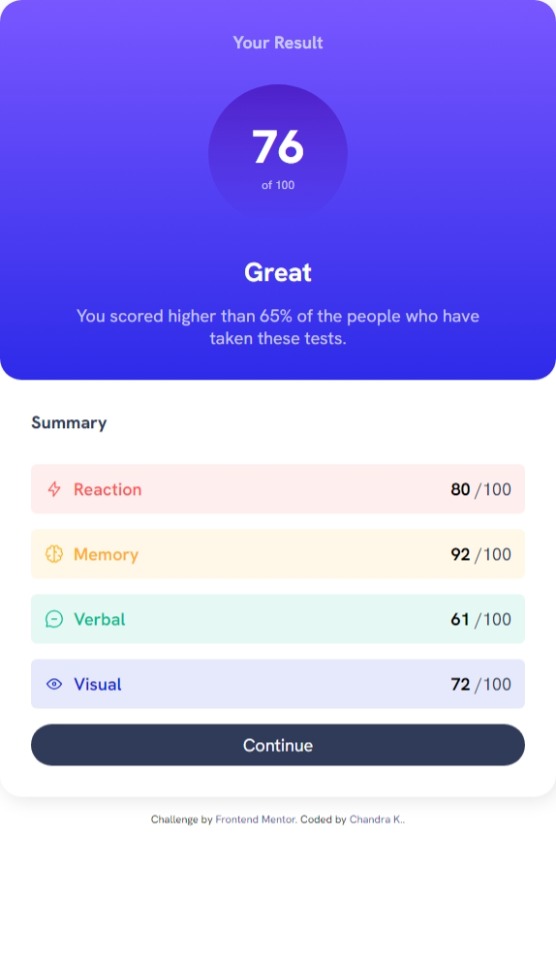 Your Result
76
of 100
Great
You scored higher than 65% of the people who have
taken these tests.
Summary
Reaction 80 /100
Memory 92 /100
Verbal 61 /100
Visual 72 /100
Continue
Challenge by Frontend Mentor. Coded by Chandra K..